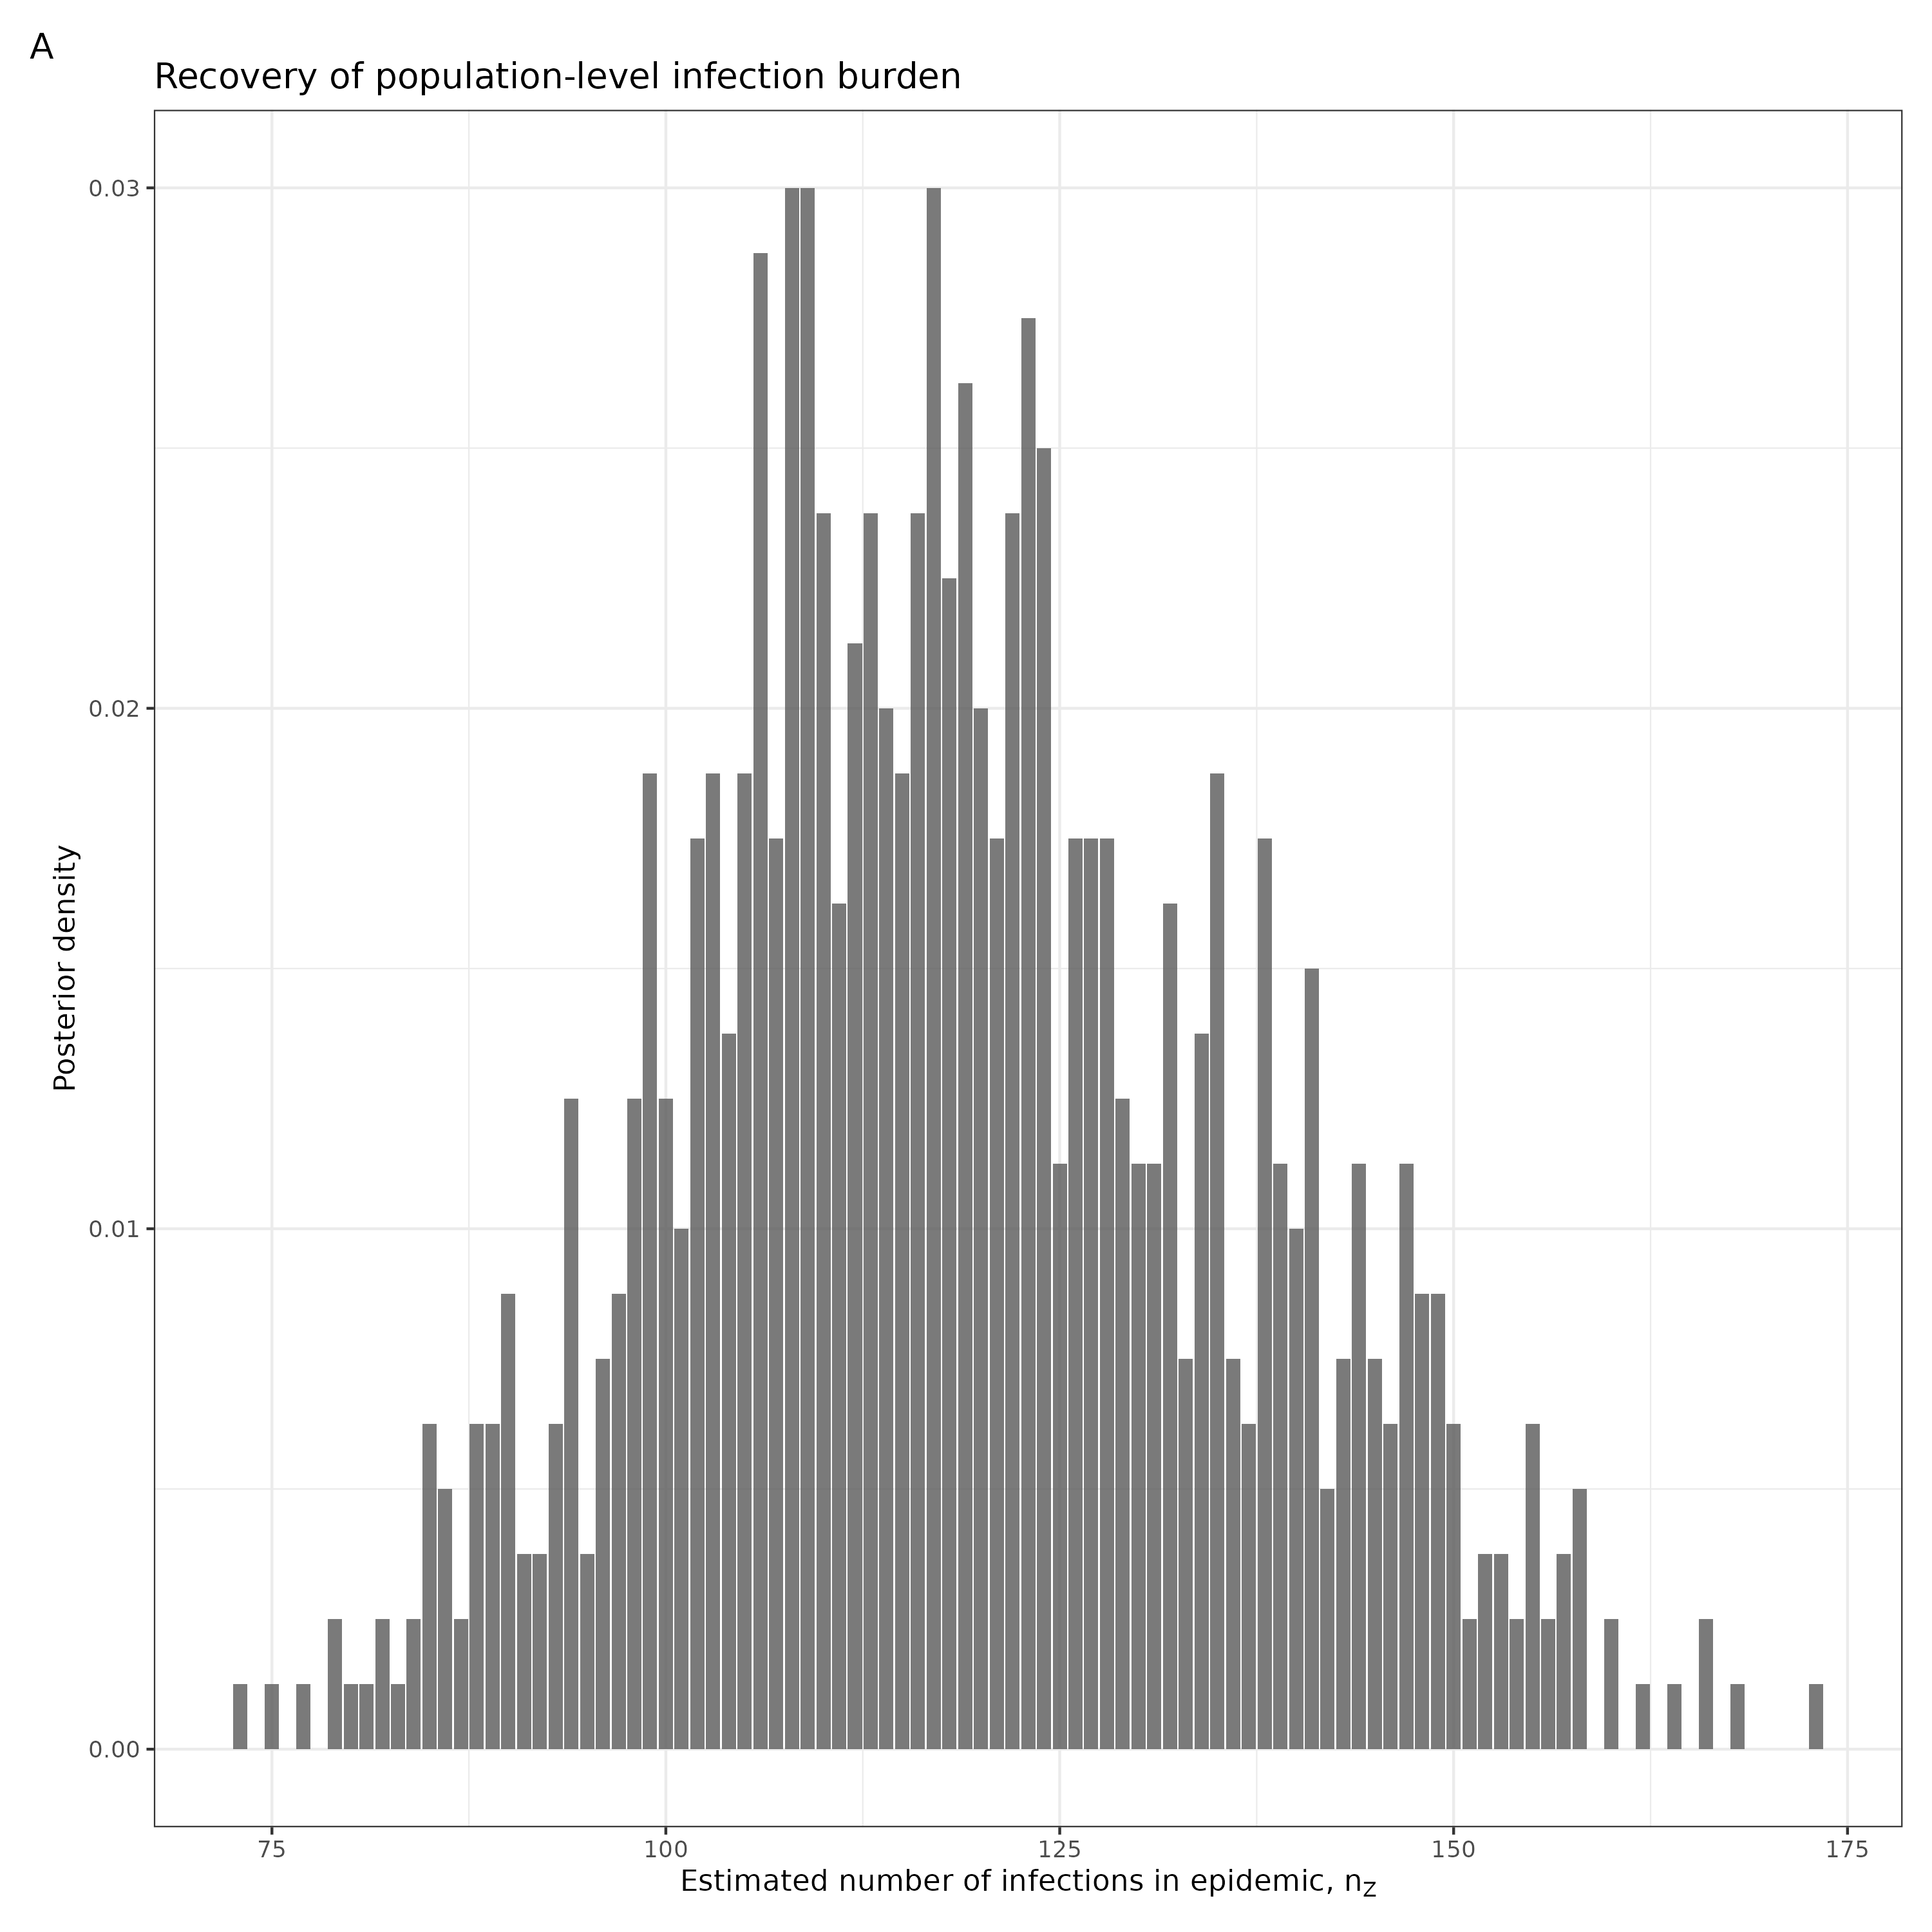 A
Recovery of population-level infection burden
Posterior density
0.03
0.02
0.01
0.00
75 100 125 150 175
Estimated number of infections in epidemic, nZ